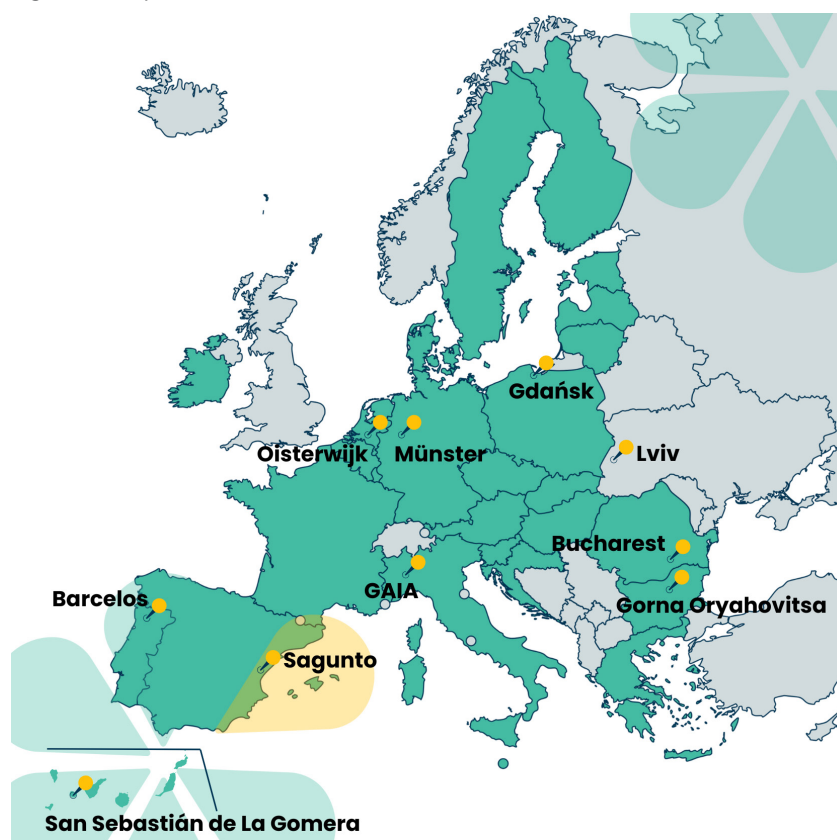 Gdańsk
Oisterwijk
Münster
Lviv
Bucharest
GAIA
Barcelos
Gorna Oryahovitsa
Sagunto
San Sebastián de La Gomera